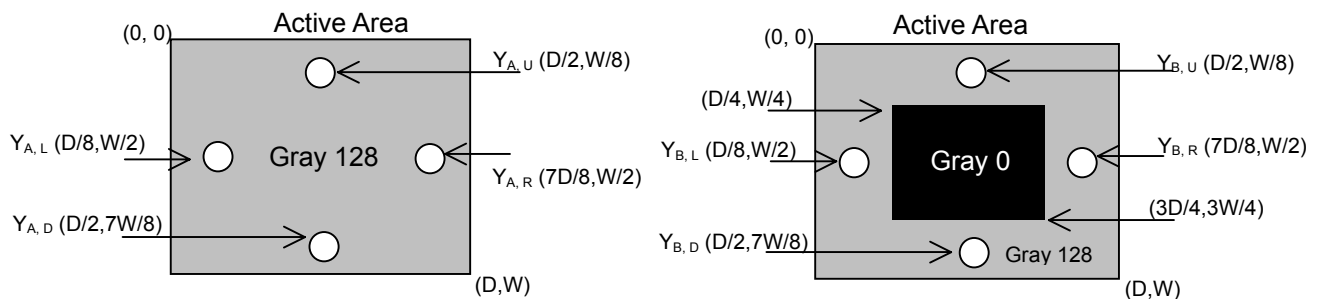 Active Area
(0, 0)
Y_A, U (D/2,W/8)
Y_A, L (D/8,W/2)
Gray 128
Y_A, R (7D/8,W/2)
Y_A, D (D/2,7W/8)
(D,W)
Active Area
(0, 0)
Y_B, U (D/2,W/8)
(D/4,W/4)
Y_B, L (D/8,W/2)
Gray 0
Y_B, R (7D/8,W/2)
(3D/4,3W/4)
Y_B, D (D/2,7W/8)
Gray 128
(D,W)